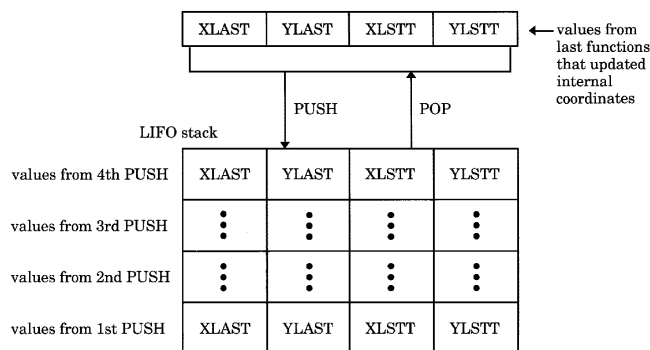 XLAST YLAST XLSTT YLSTT
values from
last functions
that updated
internal
coordinates
PUSH POP
LIFO stack
values from 4th PUSH XLAST YLAST XLSTT YLSTT
values from 3rd PUSH
values from 2nd PUSH
values from 1st PUSH XLAST YLAST XLSTT YLSTT